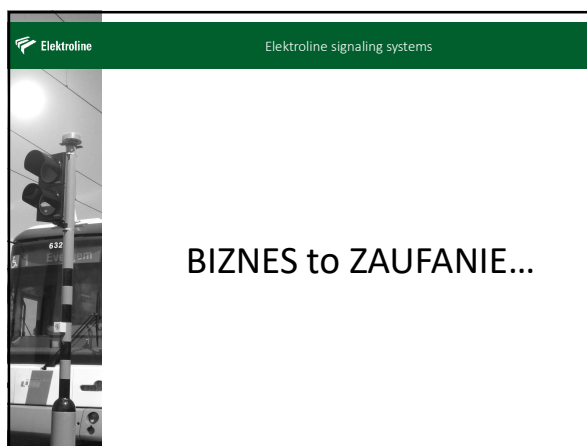 Elektroline
Elektroline signaling systems
632
BIZNES to ZAUFANIE...